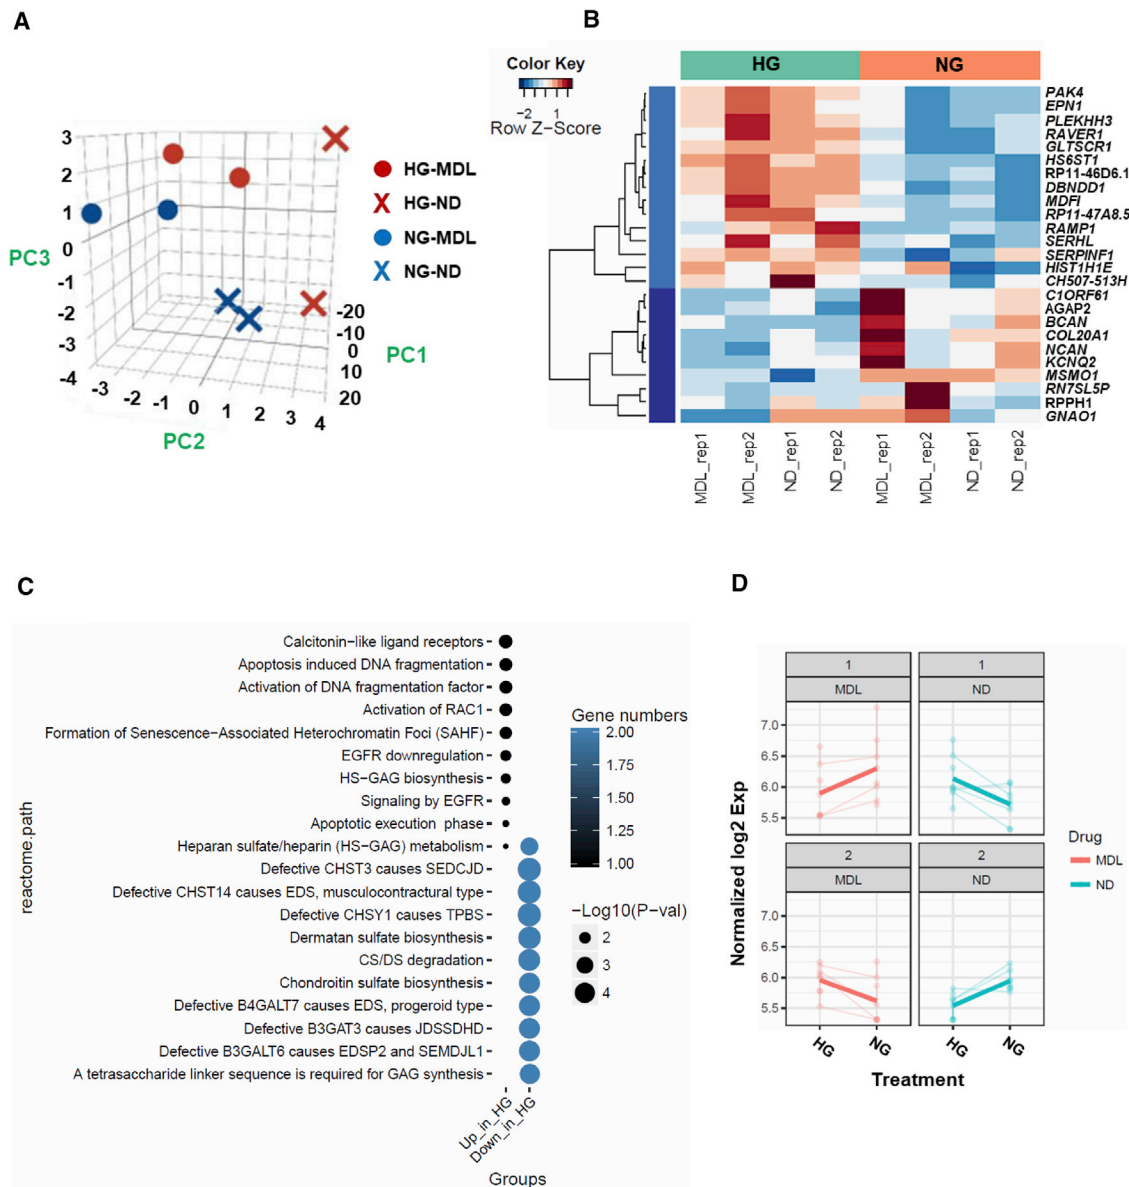 A
3
2
1
0
-1
-2
-3
-4
PC3
-3
-2
-1
0
1
2
3
4
PC2
-20
-10
0
10
20
PC1
HG-MDL
HG-ND
NG-MDL
NG-ND
B
Color Key
−2 1
Row Z−Score
HG NG
PAK4
EPN1
PLEKHH3
RAVER1
GLTSCR1
HS6ST1
RP11-46D6.1
DBNDD1
MDFI
RP11-47A8.5
RAMP1
SERHL
SERPINF1
HIST1H1E
CH507-513H
C1ORF61
AGAP2
BCAN
COL20A1
NCAN
KCNQ2
MSMO1
RN7SL5P
RPPH1
GNAO1
MDL_rep1
MDL_rep2
ND_rep1
ND_rep2
MDL_rep1
MDL_rep2
ND_rep1
ND_rep2
C
reactome.path
Calcitonin−like ligand receptors
Apoptosis induced DNA fragmentation
Activation of DNA fragmentation factor
Activation of RAC1
Formation of Senescence−Associated Heterochromatin Foci (SAHF)
EGFR downregulation
HS−GAG biosynthesis
Signaling by EGFR
Apoptotic execution phase
Heparan sulfate/heparin (HS−GAG) metabolism
Defective CHST3 causes SEDCJD
Defective CHST14 causes EDS, musculocontractural type
Defective CHSY1 causes TPBS
Dermatan sulfate biosynthesis
CS/DS degradation
Chondroitin sulfate biosynthesis
Defective B4GALT7 causes EDS, progeroid type
Defective B3GAT3 causes JDSSDHD
Defective B3GALT6 causes EDSP2 and SEMDJL1
A tetrasaccharide linker sequence is required for GAG synthesis
Up_in_HG
Down_in_HG
Groups
Gene numbers
2.00
1.75
1.50
1.25
1.00
−Log10(P−val)
2
3
4
D
Normalized log2 Exp
1 1
MDL ND
7.0
6.5
6.0
5.5
2 2
MDL ND
7.0
6.5
6.0
5.5
HG NG HG NG
Treatment
Drug
MDL
ND